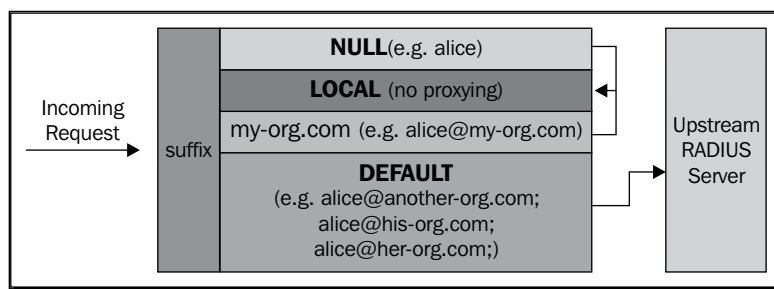 Incoming
Request
suffix
NULL(e.g. alice)
LOCAL (no proxying)
my-org.com (e.g. alice@my-org.com)
DEFAULT
(e.g. alice@another-org.com;
alice@his-org.com;
alice@her-org.com;)
Upstream
RADIUS
Server